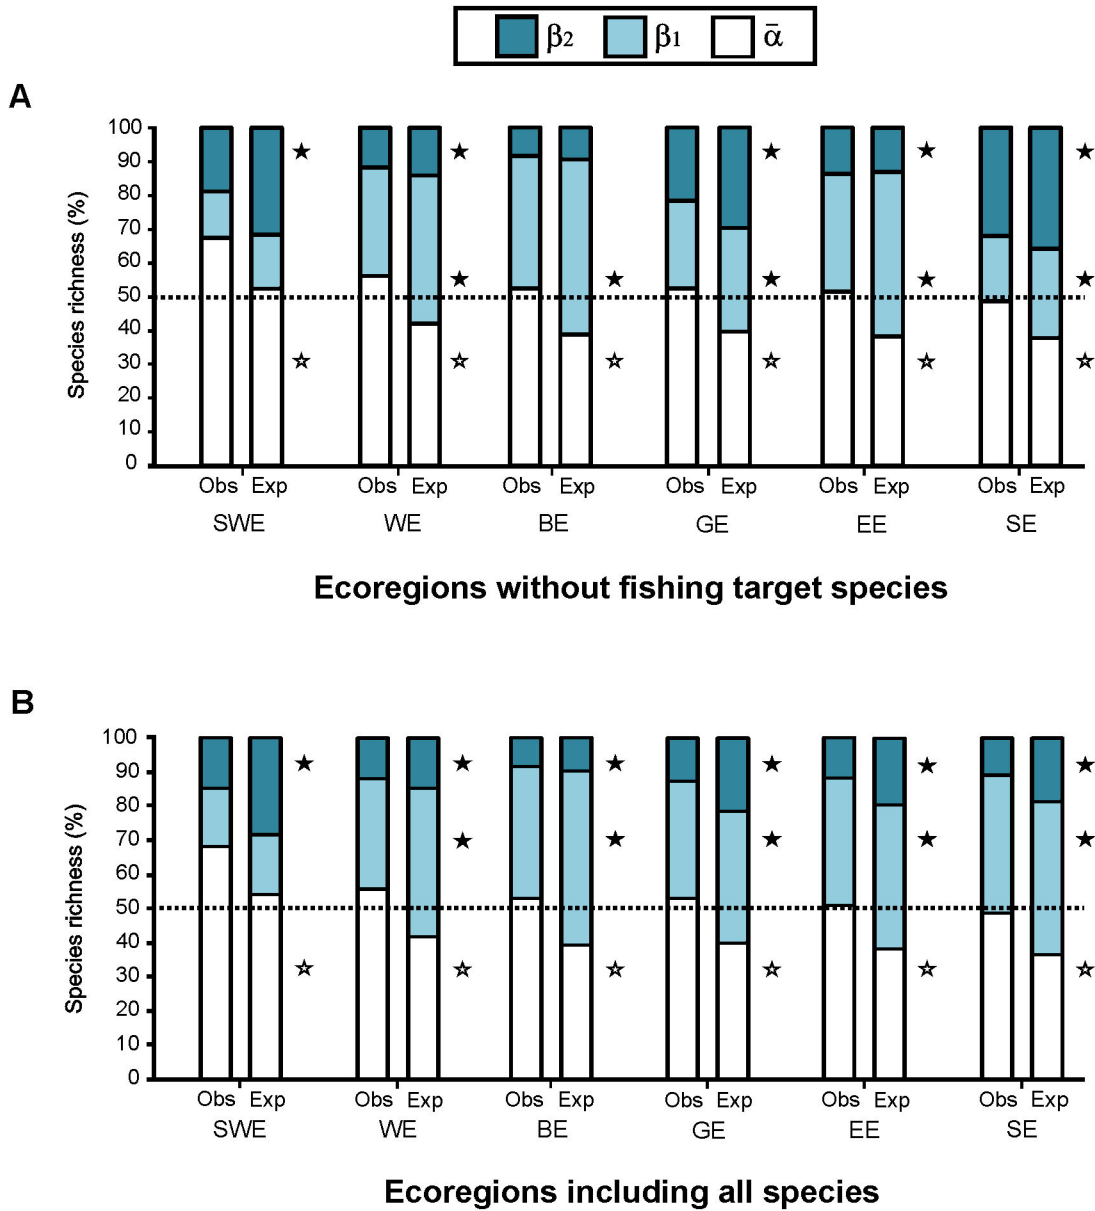 β2 β1 ᾱ
A
Species richness (%)
100
90
80
70
60
50
40
30
20
10
0
Obs Exp Obs Exp Obs Exp Obs Exp Obs Exp Obs Exp
SWE WE BE GE EE SE
Ecoregions without fishing target species
B
Species richness (%)
100
90
80
70
60
50
40
30
20
10
0
Obs Exp Obs Exp Obs Exp Obs Exp Obs Exp Obs Exp
SWE WE BE GE EE SE
Ecoregions including all species